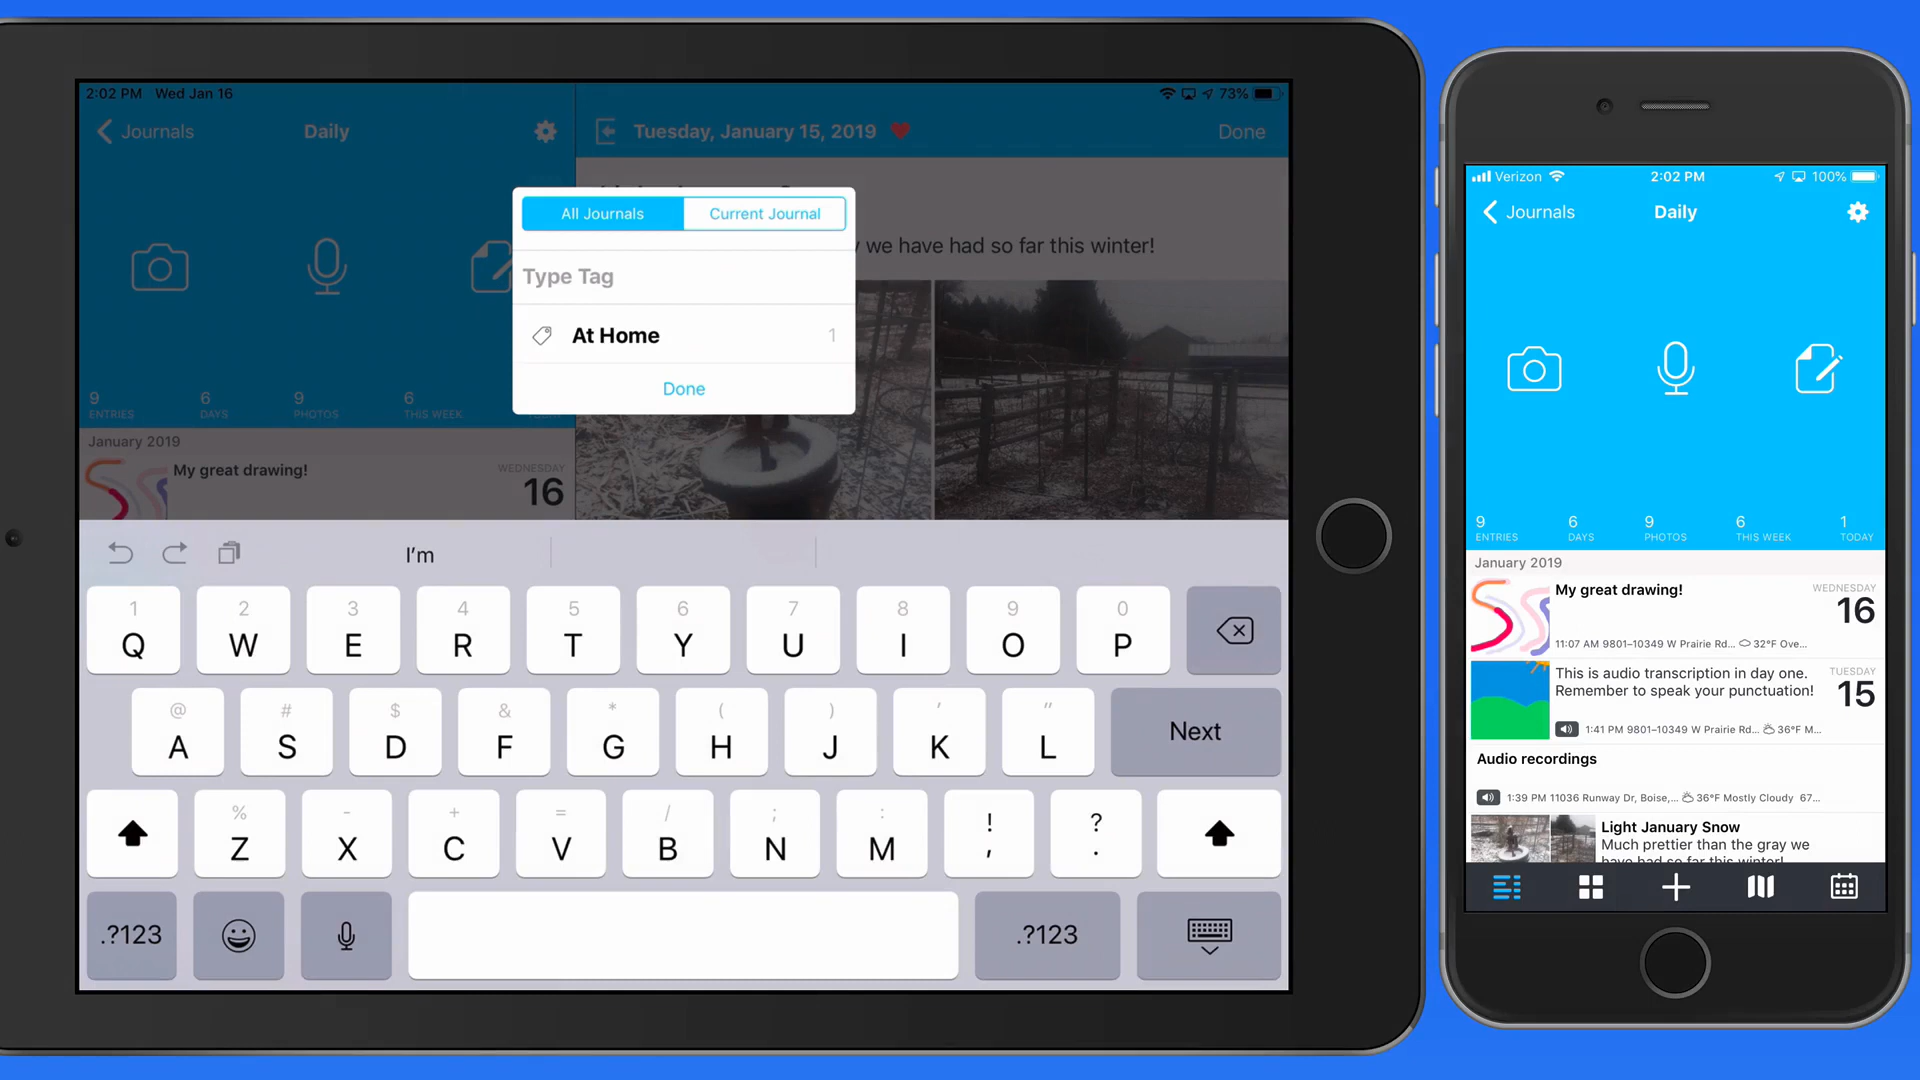 2:02 PM Wed Jan 16
73%
Journals
Daily
Tuesday, January 15, 2019
Done
All Journals
Current Journal
we have had so far this winter!
Type Tag
At Home
1
Done
9
6
9
6
ENTRIES
DAYS
PHOTOS
THIS WEEK
January 2019
My great drawing!
WEDNESDAY
16
I'm
1 2 3 4 5 6 7 8 9 0
Q W E R T Y U I O P
@ # $ & * ( ) ' "
A S D F G H J K L
Next
% - + = / ; : ! ?
Z X C V B N M , .
.?123
.?123
Verizon
2:02 PM
100%
Journals
Daily
9
6
9
6
1
ENTRIES
DAYS
PHOTOS
THIS WEEK
TODAY
January 2019
My great drawing!
WEDNESDAY
16
11:07 AM 9801–10349 W Prairie Rd... 32°F Ove...
This is audio transcription in day one.
Remember to speak your punctuation!
TUESDAY
15
1:41 PM 9801–10349 W Prairie Rd... 36°F M...
Audio recordings
1:39 PM 11036 Runway Dr, Boise,... 36°F Mostly Cloudy 67...
Light January Snow
Much prettier than the gray we
have had so far this winter!